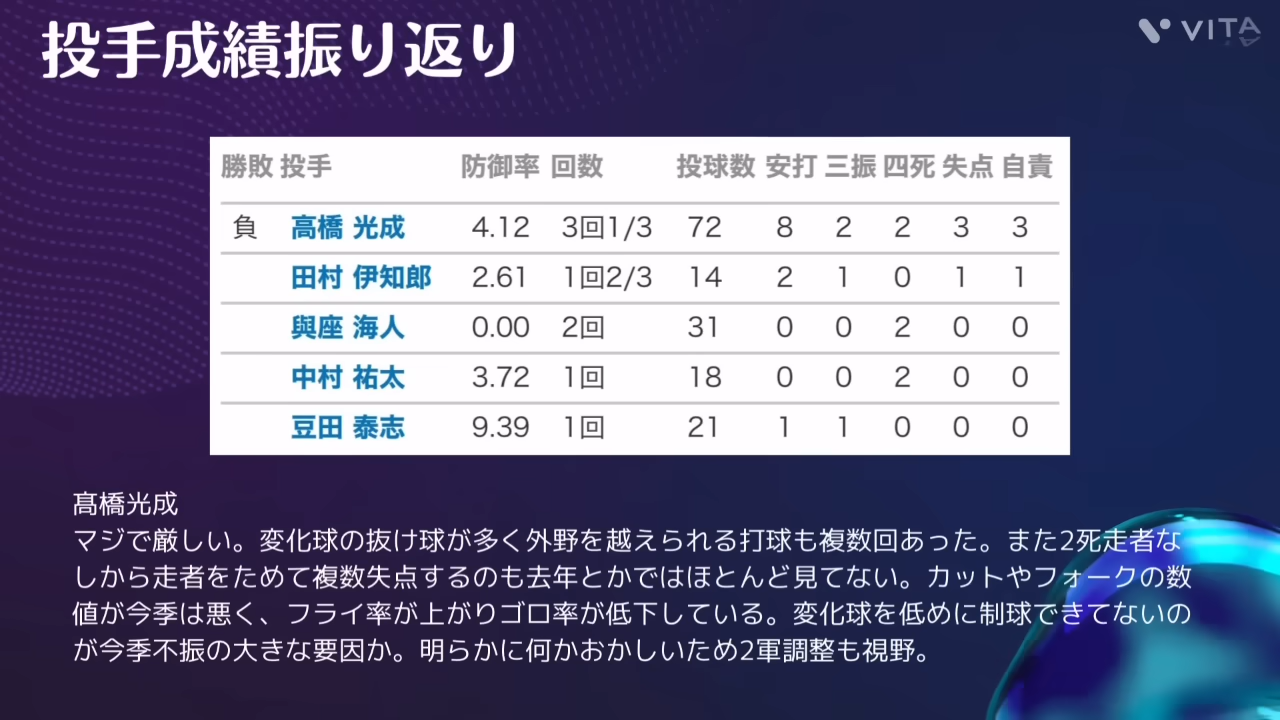 投手成績振り返り
VITA
勝敗 投手 防御率 回数 投球数 安打 三振 四死 失点 自責
負 高橋 光成 4.12 3回1/3 72 8 2 2 3 3
田村 伊知郎 2.61 1回2/3 14 2 1 0 1 1
與座 海人 0.00 2回 31 0 0 2 0 0
中村 祐太 3.72 1回 18 0 0 2 0 0
豆田 泰志 9.39 1回 21 1 1 0 0 0
髙橋光成
マジで厳しい。変化球の抜け球が多く外野を越えられる打球も複数回あった。また2死走者な
しから走者をためて複数失点するのも去年とかではほとんど見てない。カットやフォークの数
値が今季は悪く、フライ率が上がりゴロ率が低下している。変化球を低めに制球できてないの
が今季不振の大きな要因か。明らかに何かおかしいため2軍調整も視野。